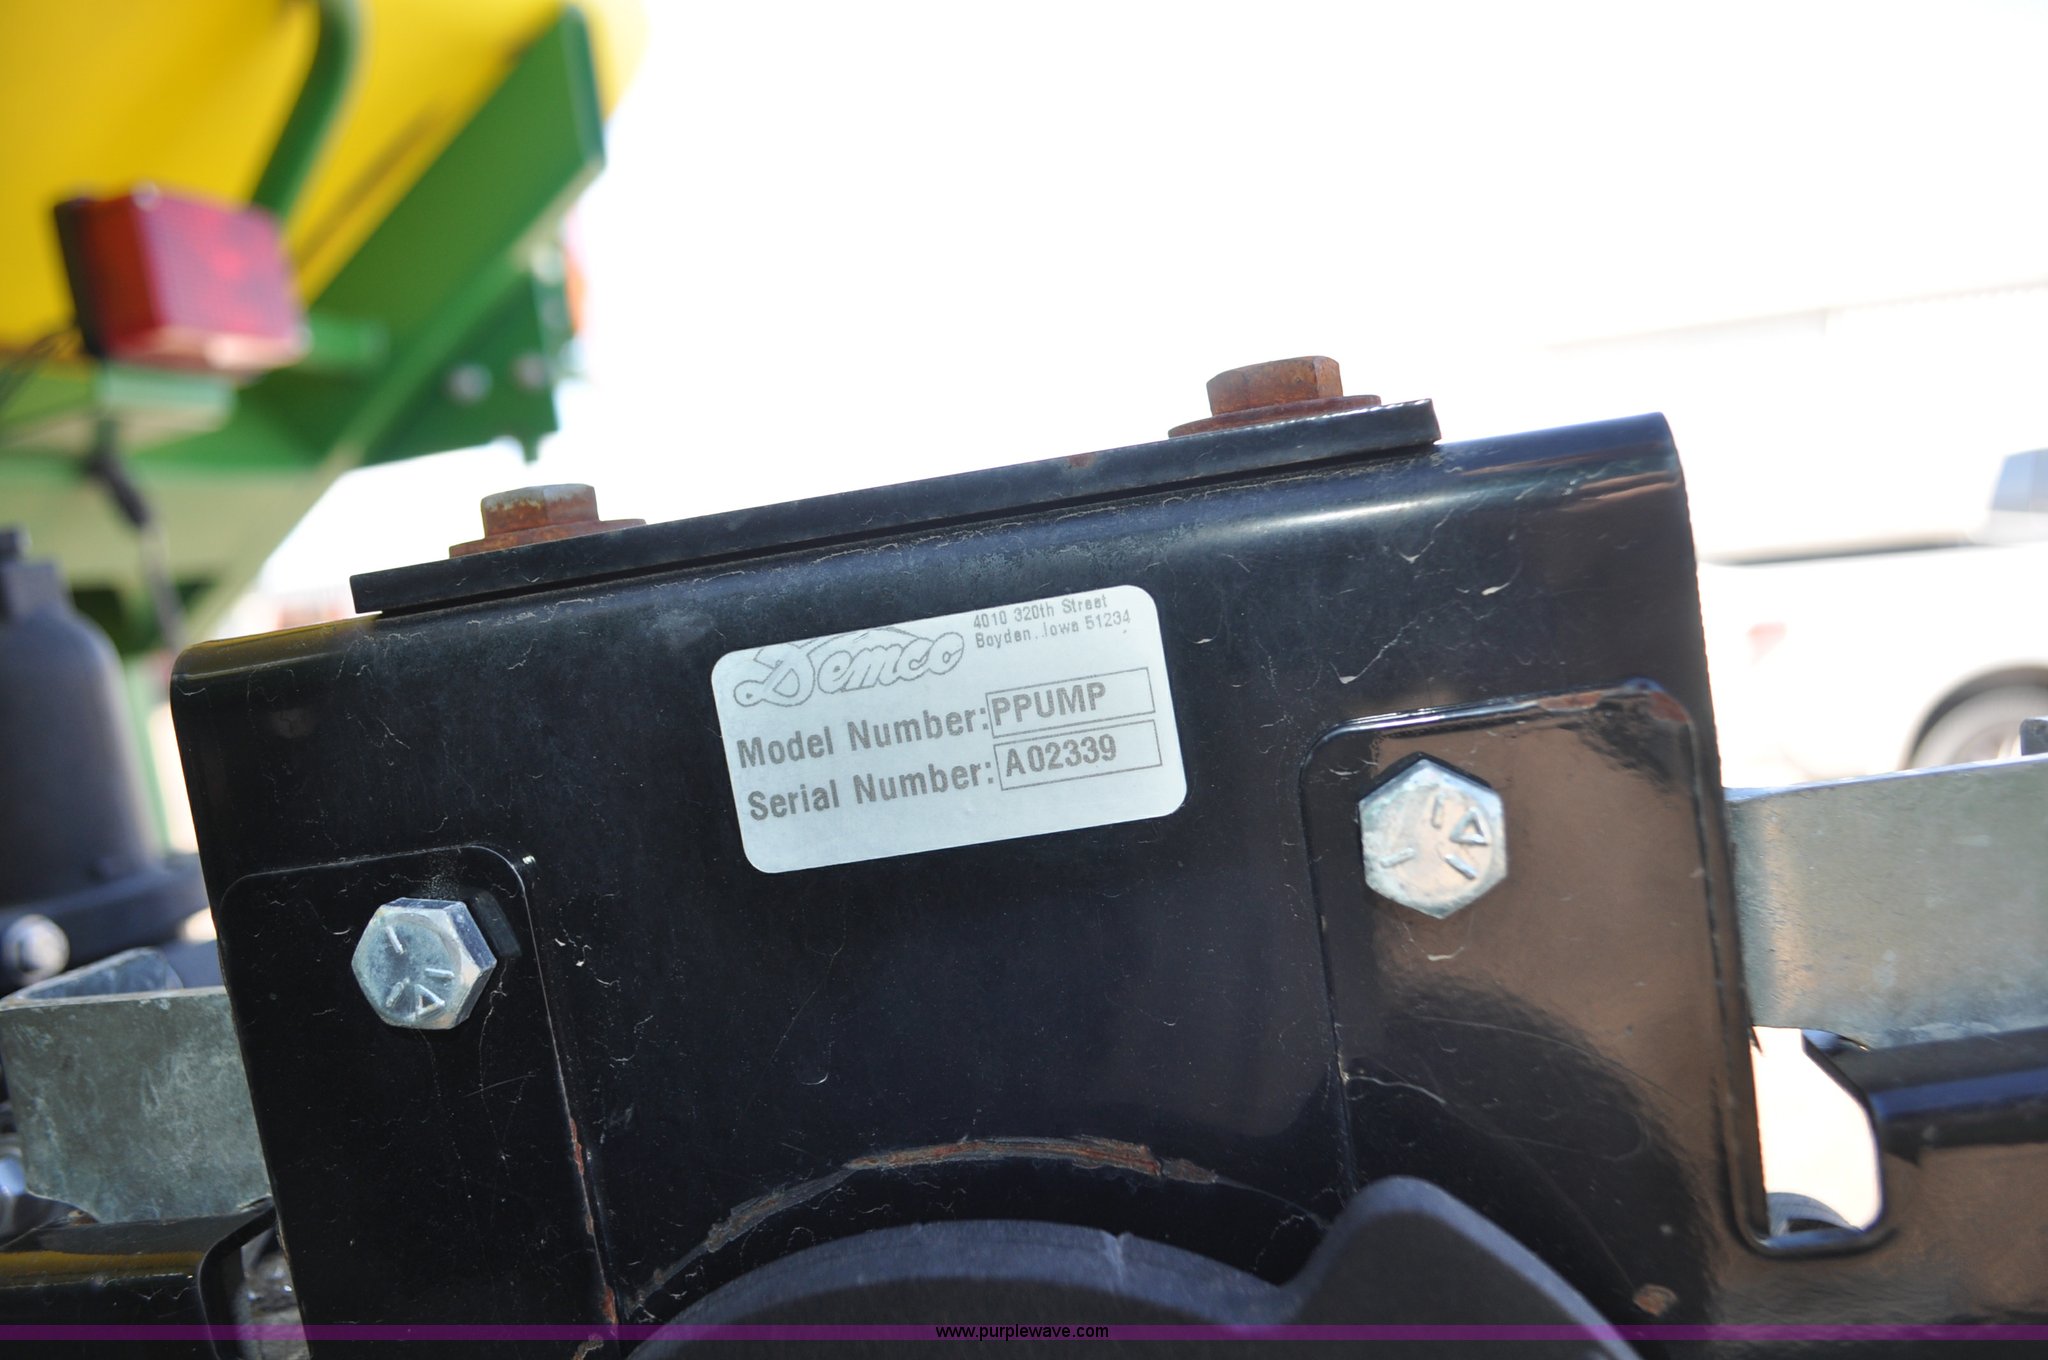 Demco
4010 320th Street
Boyden, Iowa 51234
Model Number: PPUMP
Serial Number: A02339
www.purplewave.com